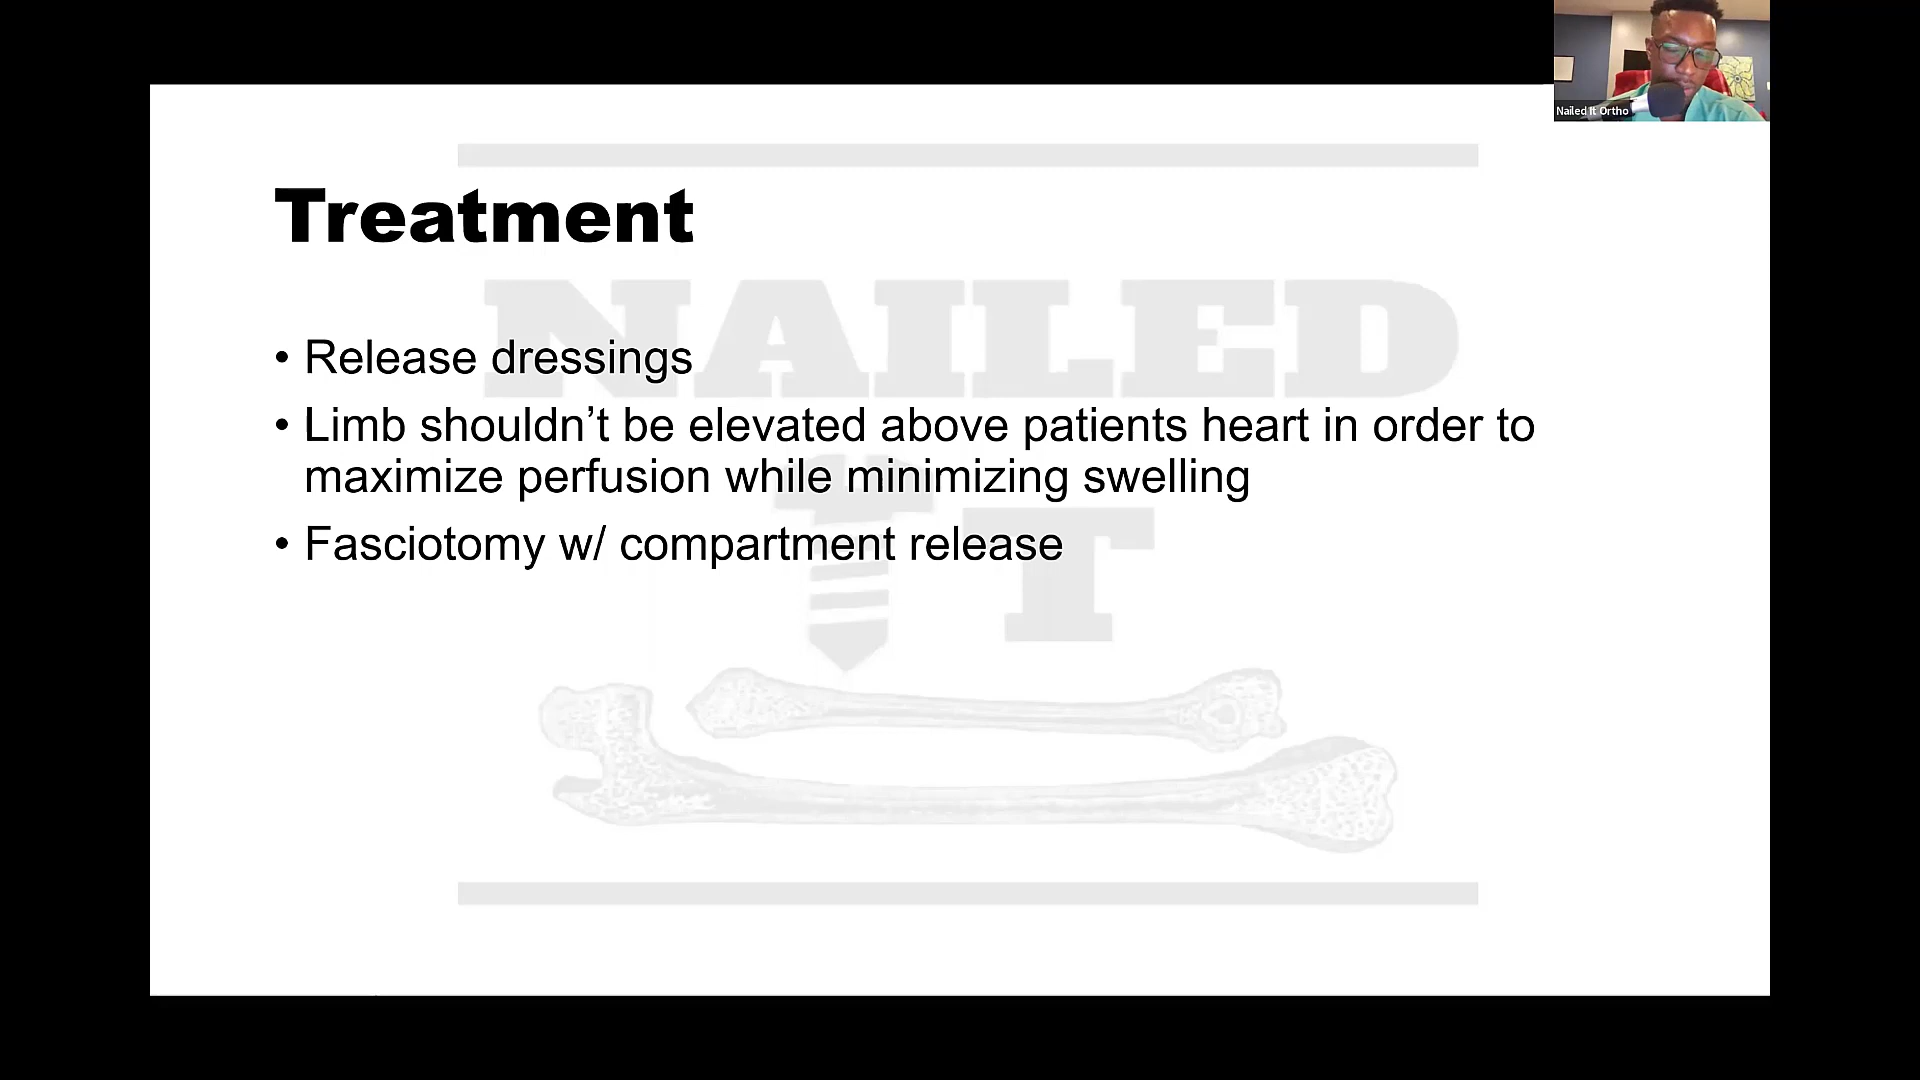 Nailed It Ortho
Treatment
NAILED
IT
• Release dressings
• Limb shouldn’t be elevated above patients heart in order to
maximize perfusion while minimizing swelling
• Fasciotomy w/ compartment release